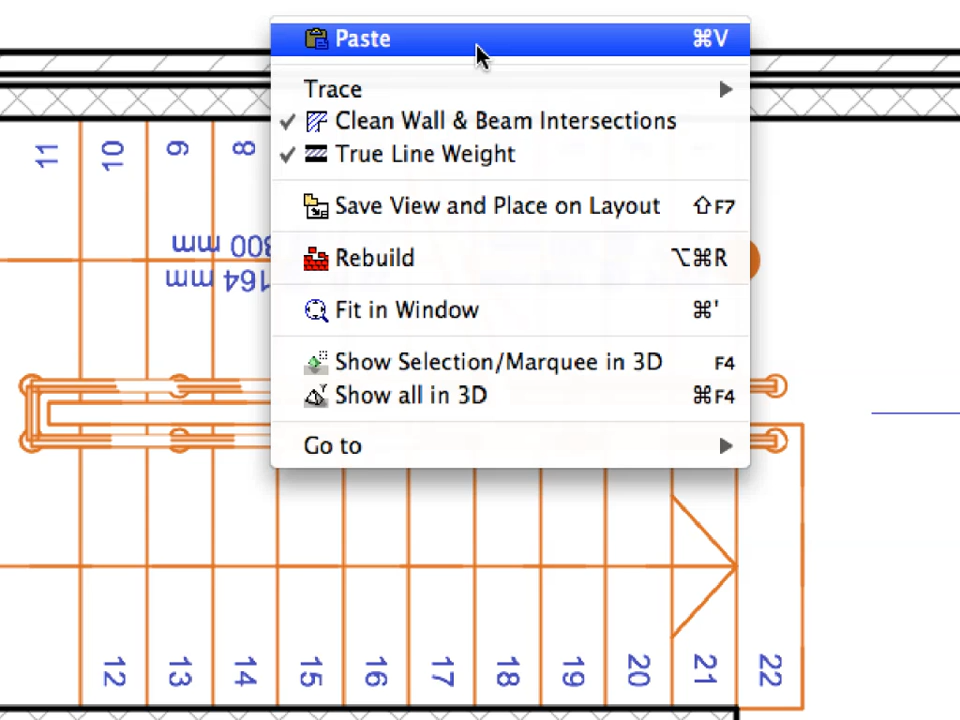 Paste ⌘V
Trace
Clean Wall & Beam Intersections
True Line Weight
Save View and Place on Layout ⇧F7
Rebuild ⌥⌘R
Fit in Window ⌘'
Show Selection/Marquee in 3D F4
Show all in 3D ⌘F4
Go to
11 10 9 8
300 mm
164 mm
12 13 14 15 16 17 18 19 20 21 22